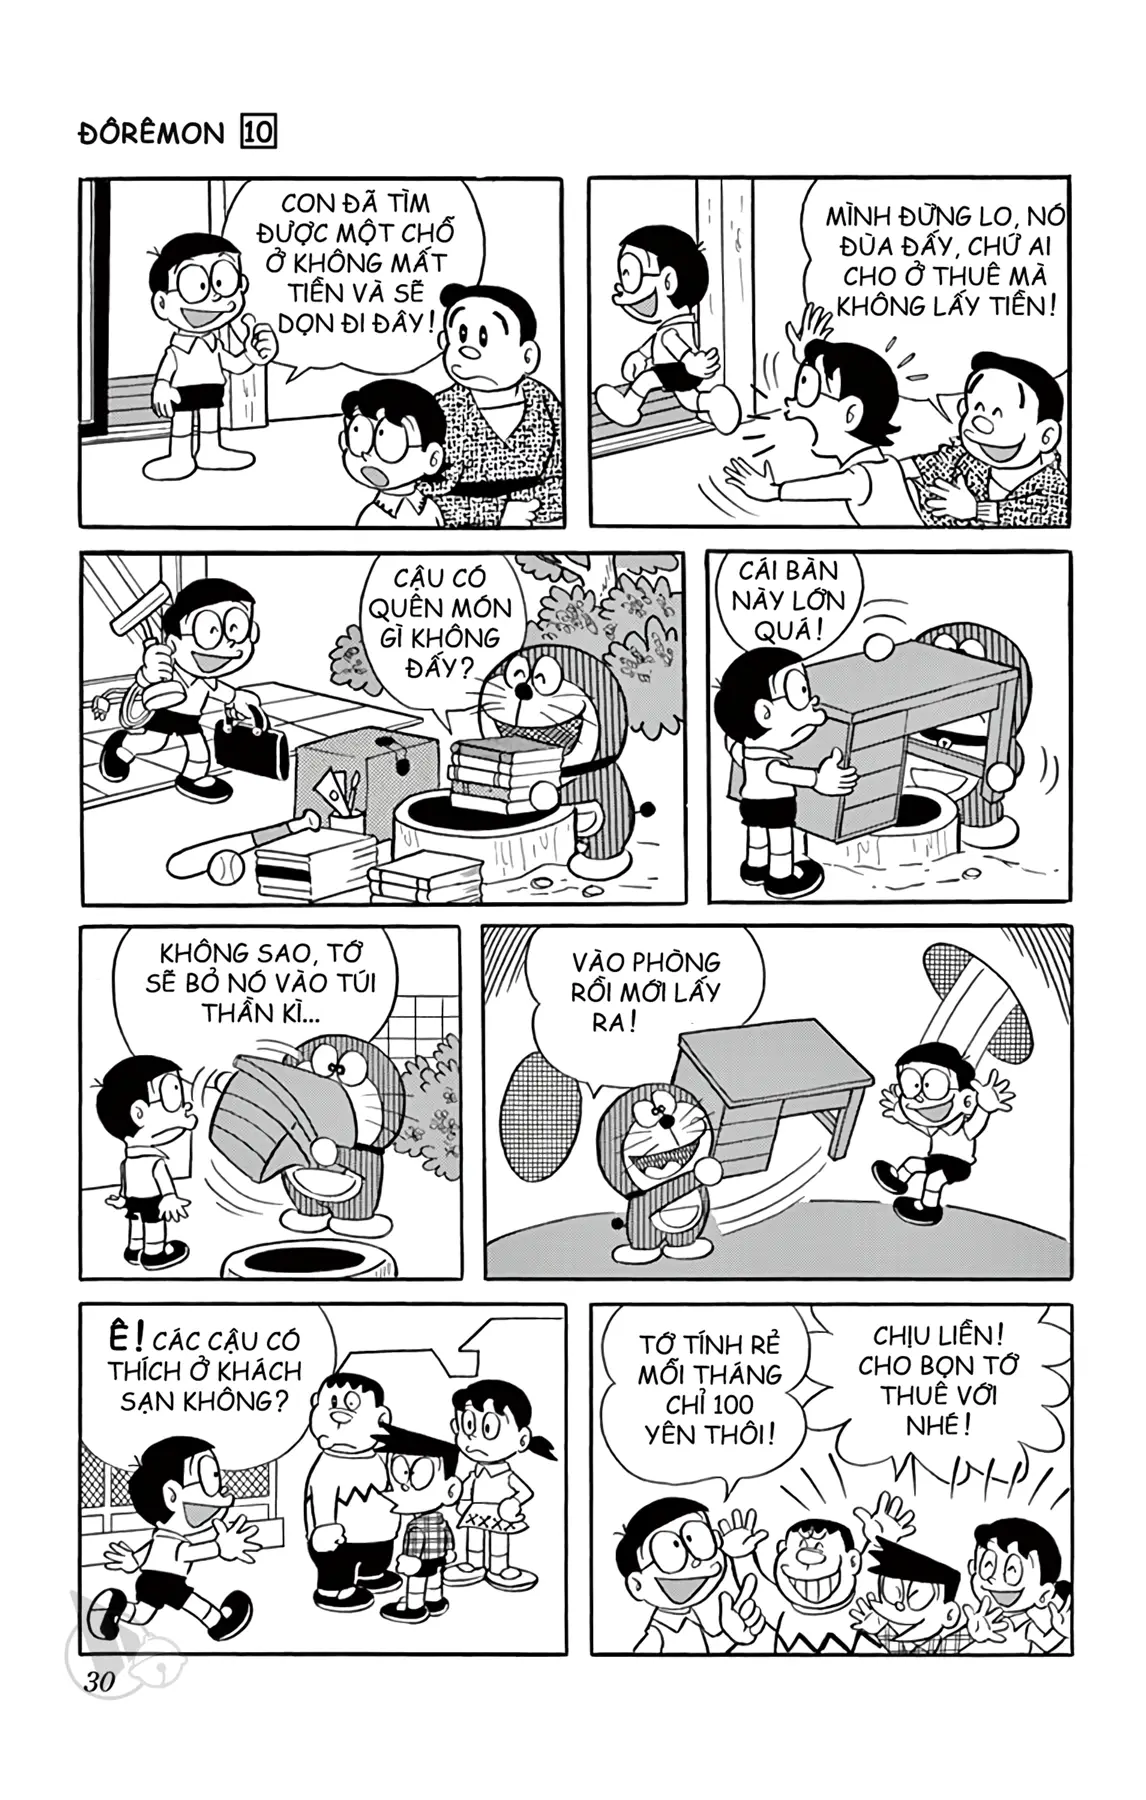 ĐÔRÊMON 10
CON ĐÃ TÌM
ĐƯỢC MỘT CHỖ
Ở KHÔNG MẤT
TIỀN VÀ SẼ
DỌN ĐI ĐÂY!
MÌNH ĐỪNG LO, NÓ
ĐÙA ĐẤY, CHỨ AI
CHO Ở THUÊ MÀ
KHÔNG LẤY TIỀN!
CẬU CÓ
QUÊN MÓN
GÌ KHÔNG
ĐẤY?
CÁI BÀN
NÀY LỚN
QUÁ!
KHÔNG SAO, TỚ
SẼ BỎ NÓ VÀO TÚI
THẦN KÌ...
VÀO PHÒNG
RỒI MỚI LẤY
RA!
Ê! CÁC CẬU CÓ
THÍCH Ở KHÁCH
SẠN KHÔNG?
TỚ TÍNH RẺ
MỖI THÁNG
CHỈ 100
YÊN THÔI!
CHỊU LIỀN!
CHO BỌN TỚ
THUÊ VỚI
NHÉ!
30